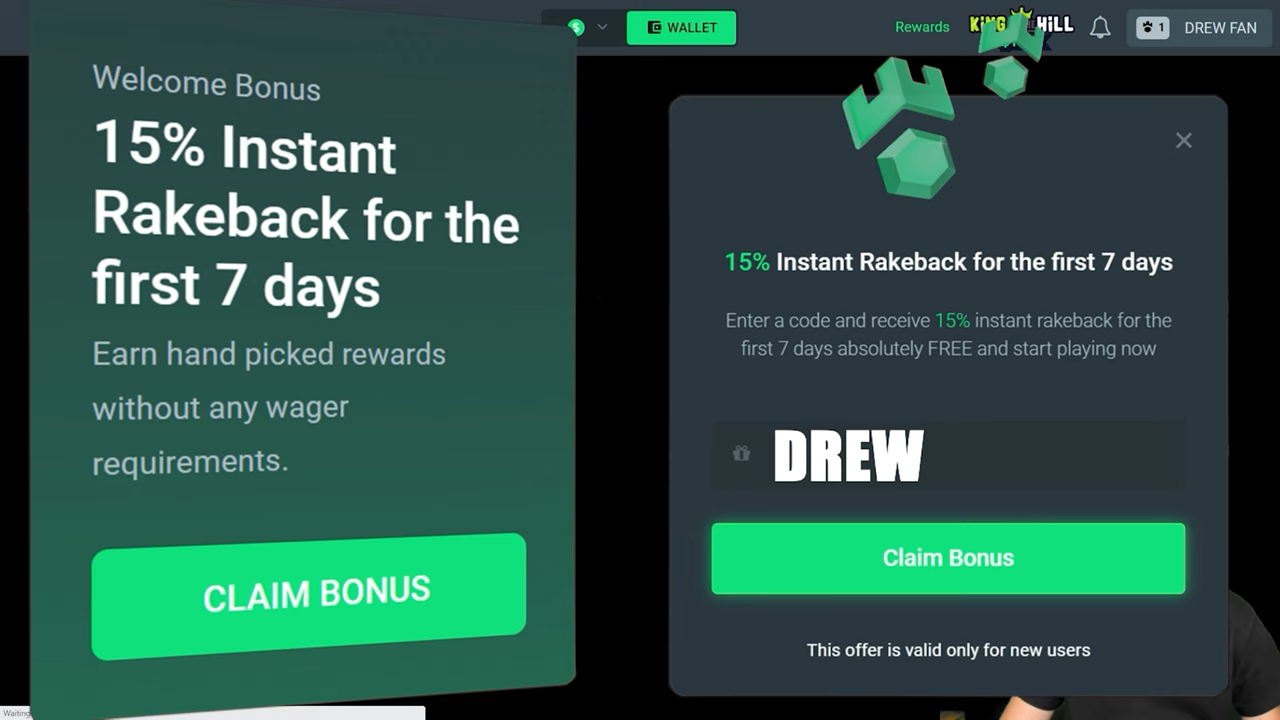 WALLET
Rewards
KING HILL
1
DREW FAN
Welcome Bonus
15% Instant
Rakeback for the
first 7 days
Earn hand picked rewards
without any wager
requirements.
CLAIM BONUS
15% Instant Rakeback for the first 7 days
Enter a code and receive 15% instant rakeback for the
first 7 days absolutely FREE and start playing now
DREW
Claim Bonus
This offer is valid only for new users
Waiting